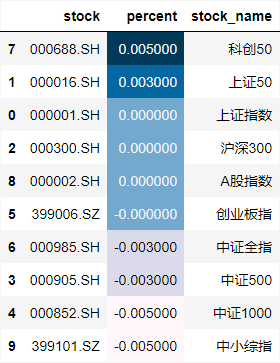 stock percent stock_name
7 000688.SH 0.005000 科创50
1 000016.SH 0.003000 上证50
0 000001.SH 0.000000 上证指数
2 000300.SH 0.000000 沪深300
8 000002.SH 0.000000 A股指数
5 399006.SZ -0.000000 创业板指
6 000985.SH -0.003000 中证全指
3 000905.SH -0.003000 中证500
4 000852.SH -0.005000 中证1000
9 399101.SZ -0.005000 中小综指